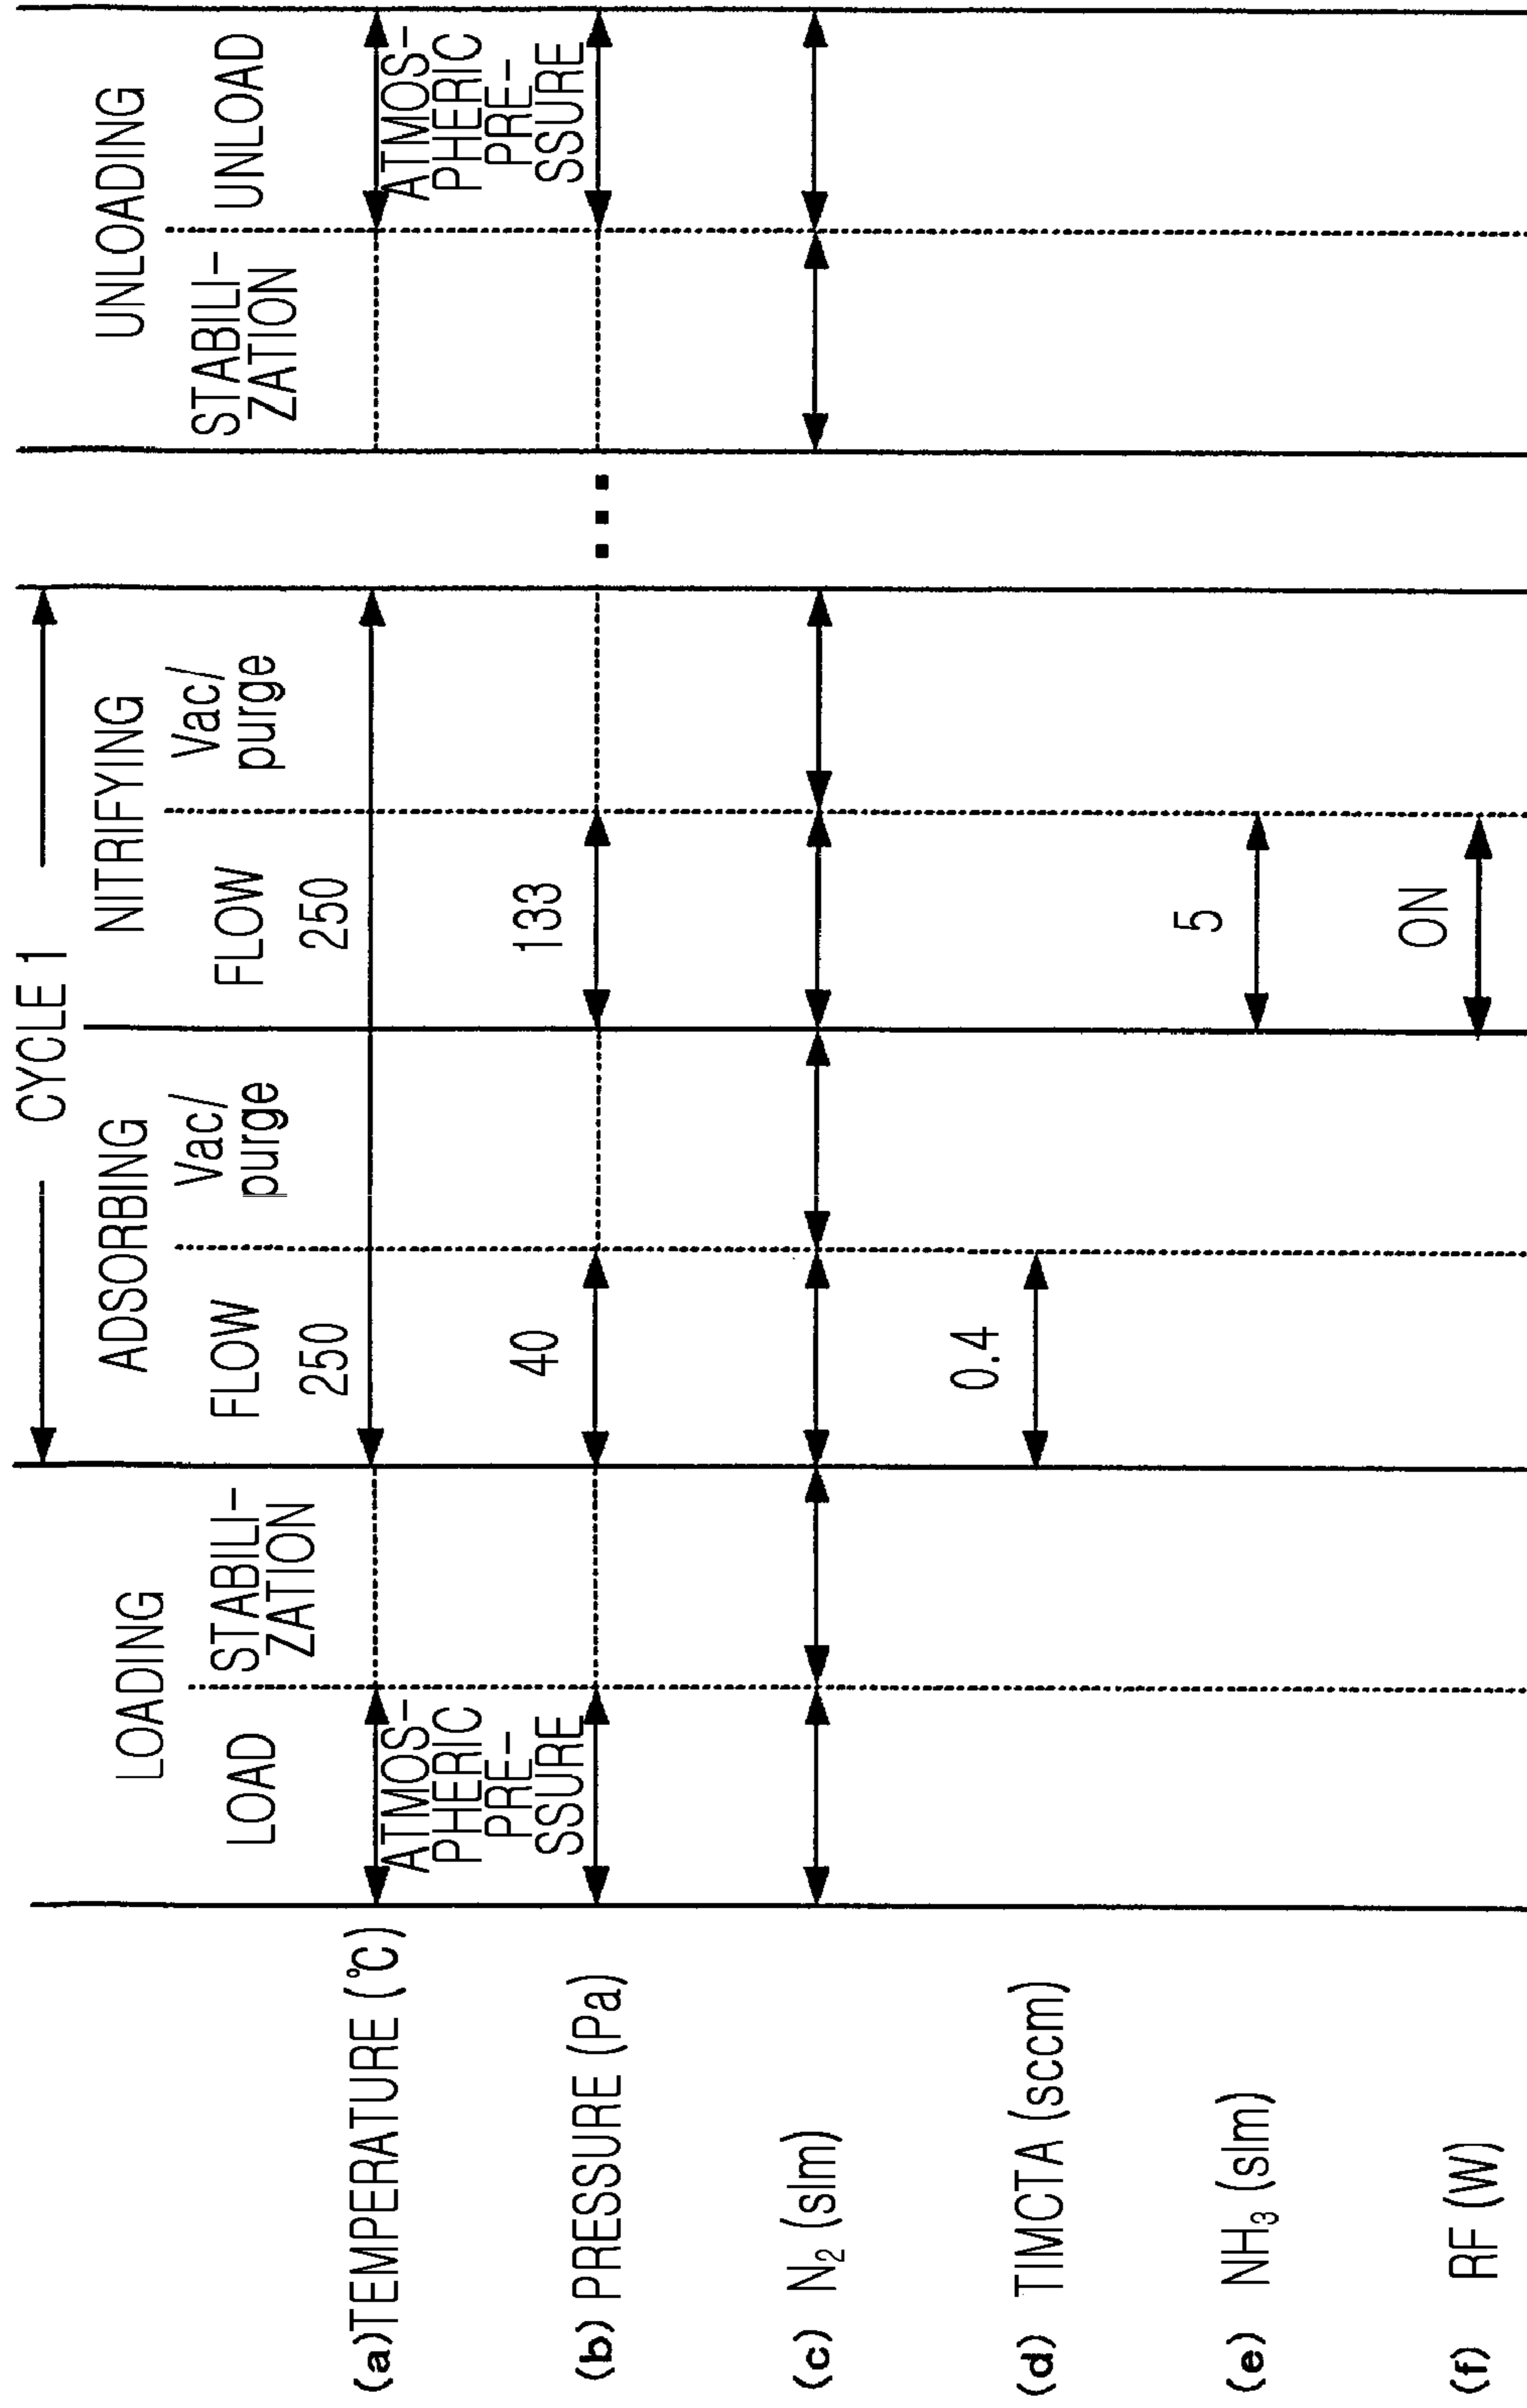 CYCLE 1
LOADING
ADSORBING
NITRIFYING
UNLOADING
LOAD
STABILI-
ZATION
FLOW
Vac/
purge
FLOW
Vac/
purge
STABILI-
ZATION
UNLOAD
(a) TEMPERATURE (℃)
250
250
(b) PRESSURE (Pa)
ATMOS-
PHERIC
PRE-
SSURE
40
133
ATMOS-
PHERIC
PRE-
SSURE
(c) N₂ (slm)
(d) TIMCTA (sccm)
0.4
(e) NH₃ (slm)
5
(f) RF (W)
ON